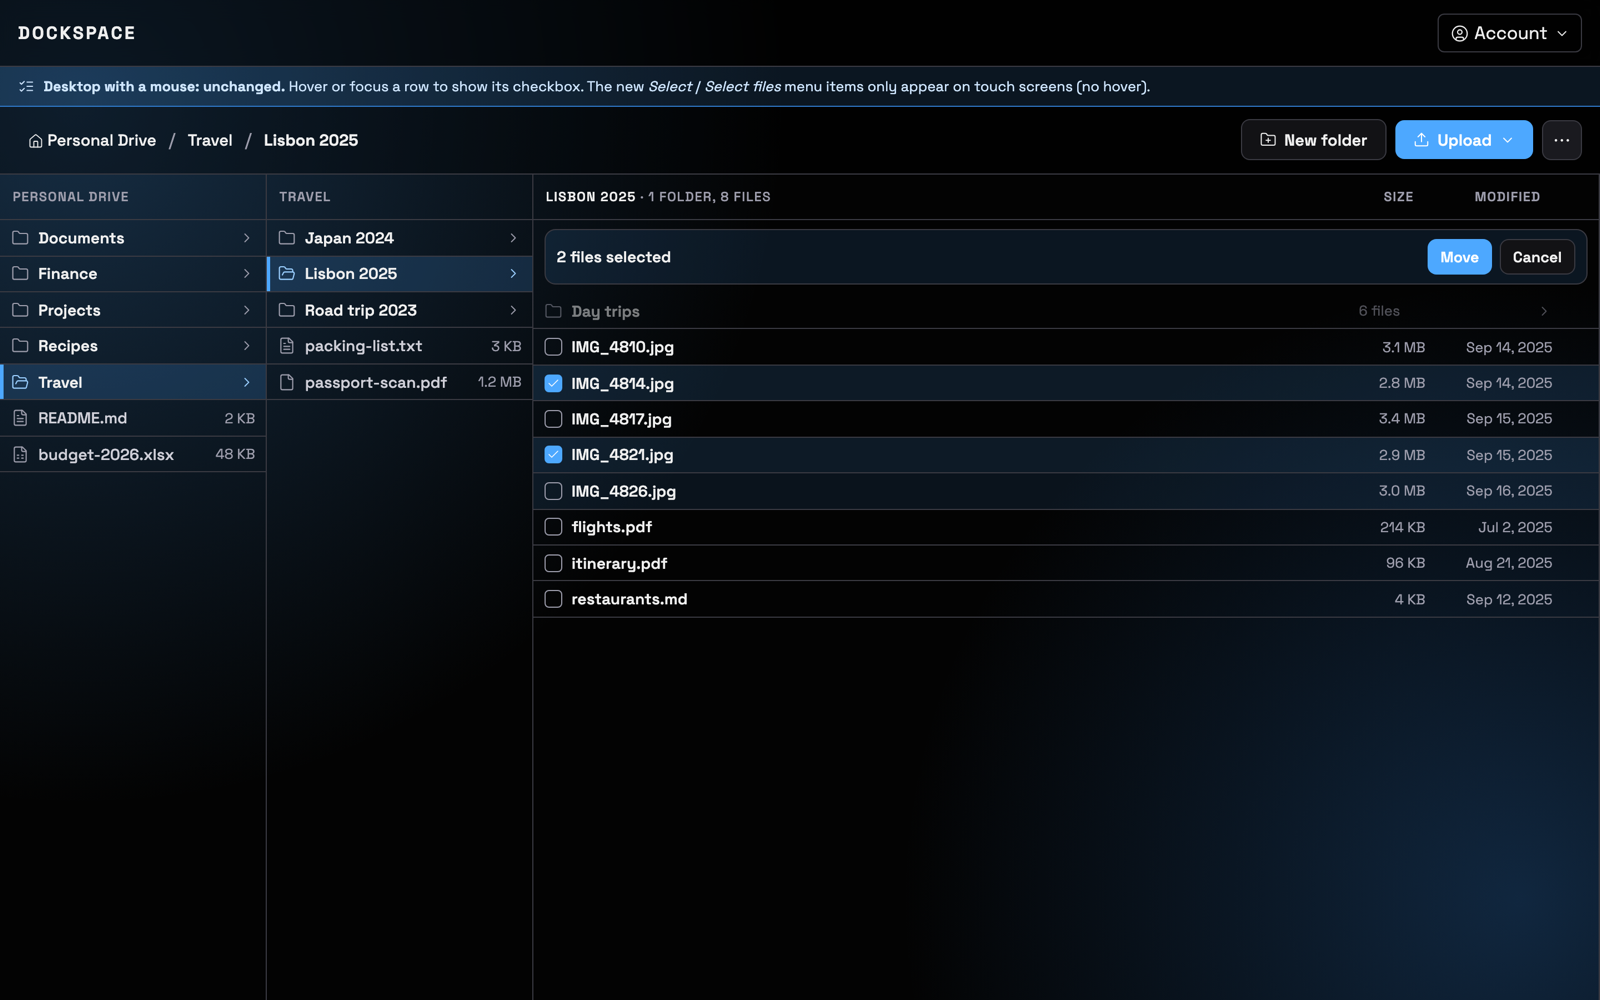 DOCKSPACE
Account
Desktop with a mouse: unchanged. Hover or focus a row to show its checkbox. The new Select / Select files menu items only appear on touch screens (no hover).
Personal Drive / Travel / Lisbon 2025
New folder
Upload
PERSONAL DRIVE
Documents
Finance
Projects
Recipes
Travel
README.md 2 KB
budget-2026.xlsx 48 KB
TRAVEL
Japan 2024
Lisbon 2025
Road trip 2023
packing-list.txt 3 KB
passport-scan.pdf 1.2 MB
LISBON 2025 · 1 FOLDER, 8 FILES SIZE MODIFIED
2 files selected
Move
Cancel
Day trips 6 files
IMG_4810.jpg 3.1 MB Sep 14, 2025
IMG_4814.jpg 2.8 MB Sep 14, 2025
IMG_4817.jpg 3.4 MB Sep 15, 2025
IMG_4821.jpg 2.9 MB Sep 15, 2025
IMG_4826.jpg 3.0 MB Sep 16, 2025
flights.pdf 214 KB Jul 2, 2025
itinerary.pdf 96 KB Aug 21, 2025
restaurants.md 4 KB Sep 12, 2025